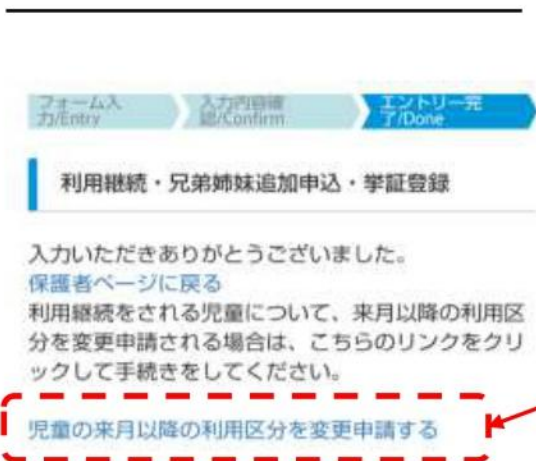 フォーム入
力/Entry
入力内容確
認/Confirm
エントリー完
了/Done
利用継続・兄弟姉妹追加申込・挙証登録
入力いただきありがとうございました。
保護者ページに戻る
利用継続をされる児童について、来月以降の利用区
分を変更申請される場合は、こちらのリンクをクリ
ックして手続きをしてください。
児童の来月以降の利用区分を変更申請する